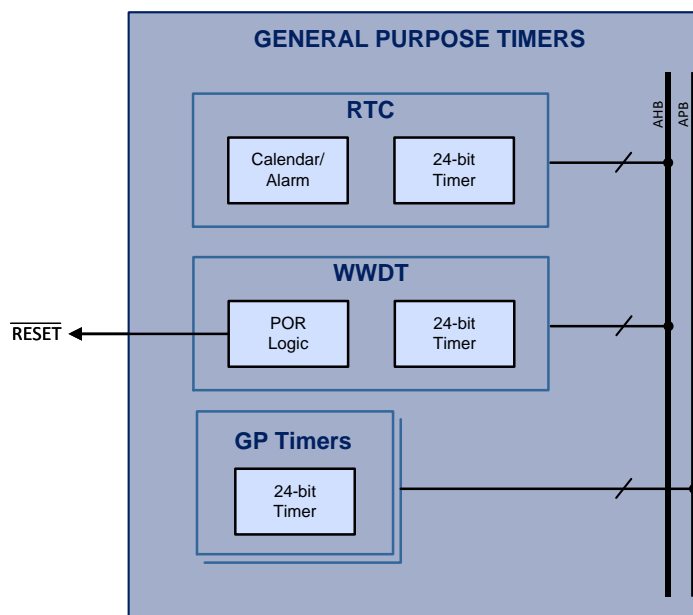 GENERAL PURPOSE TIMERS
AHB
APB
RTC
Calendar/
Alarm
24-bit
Timer
WWDT
RESET
POR
Logic
24-bit
Timer
GP Timers
24-bit
Timer